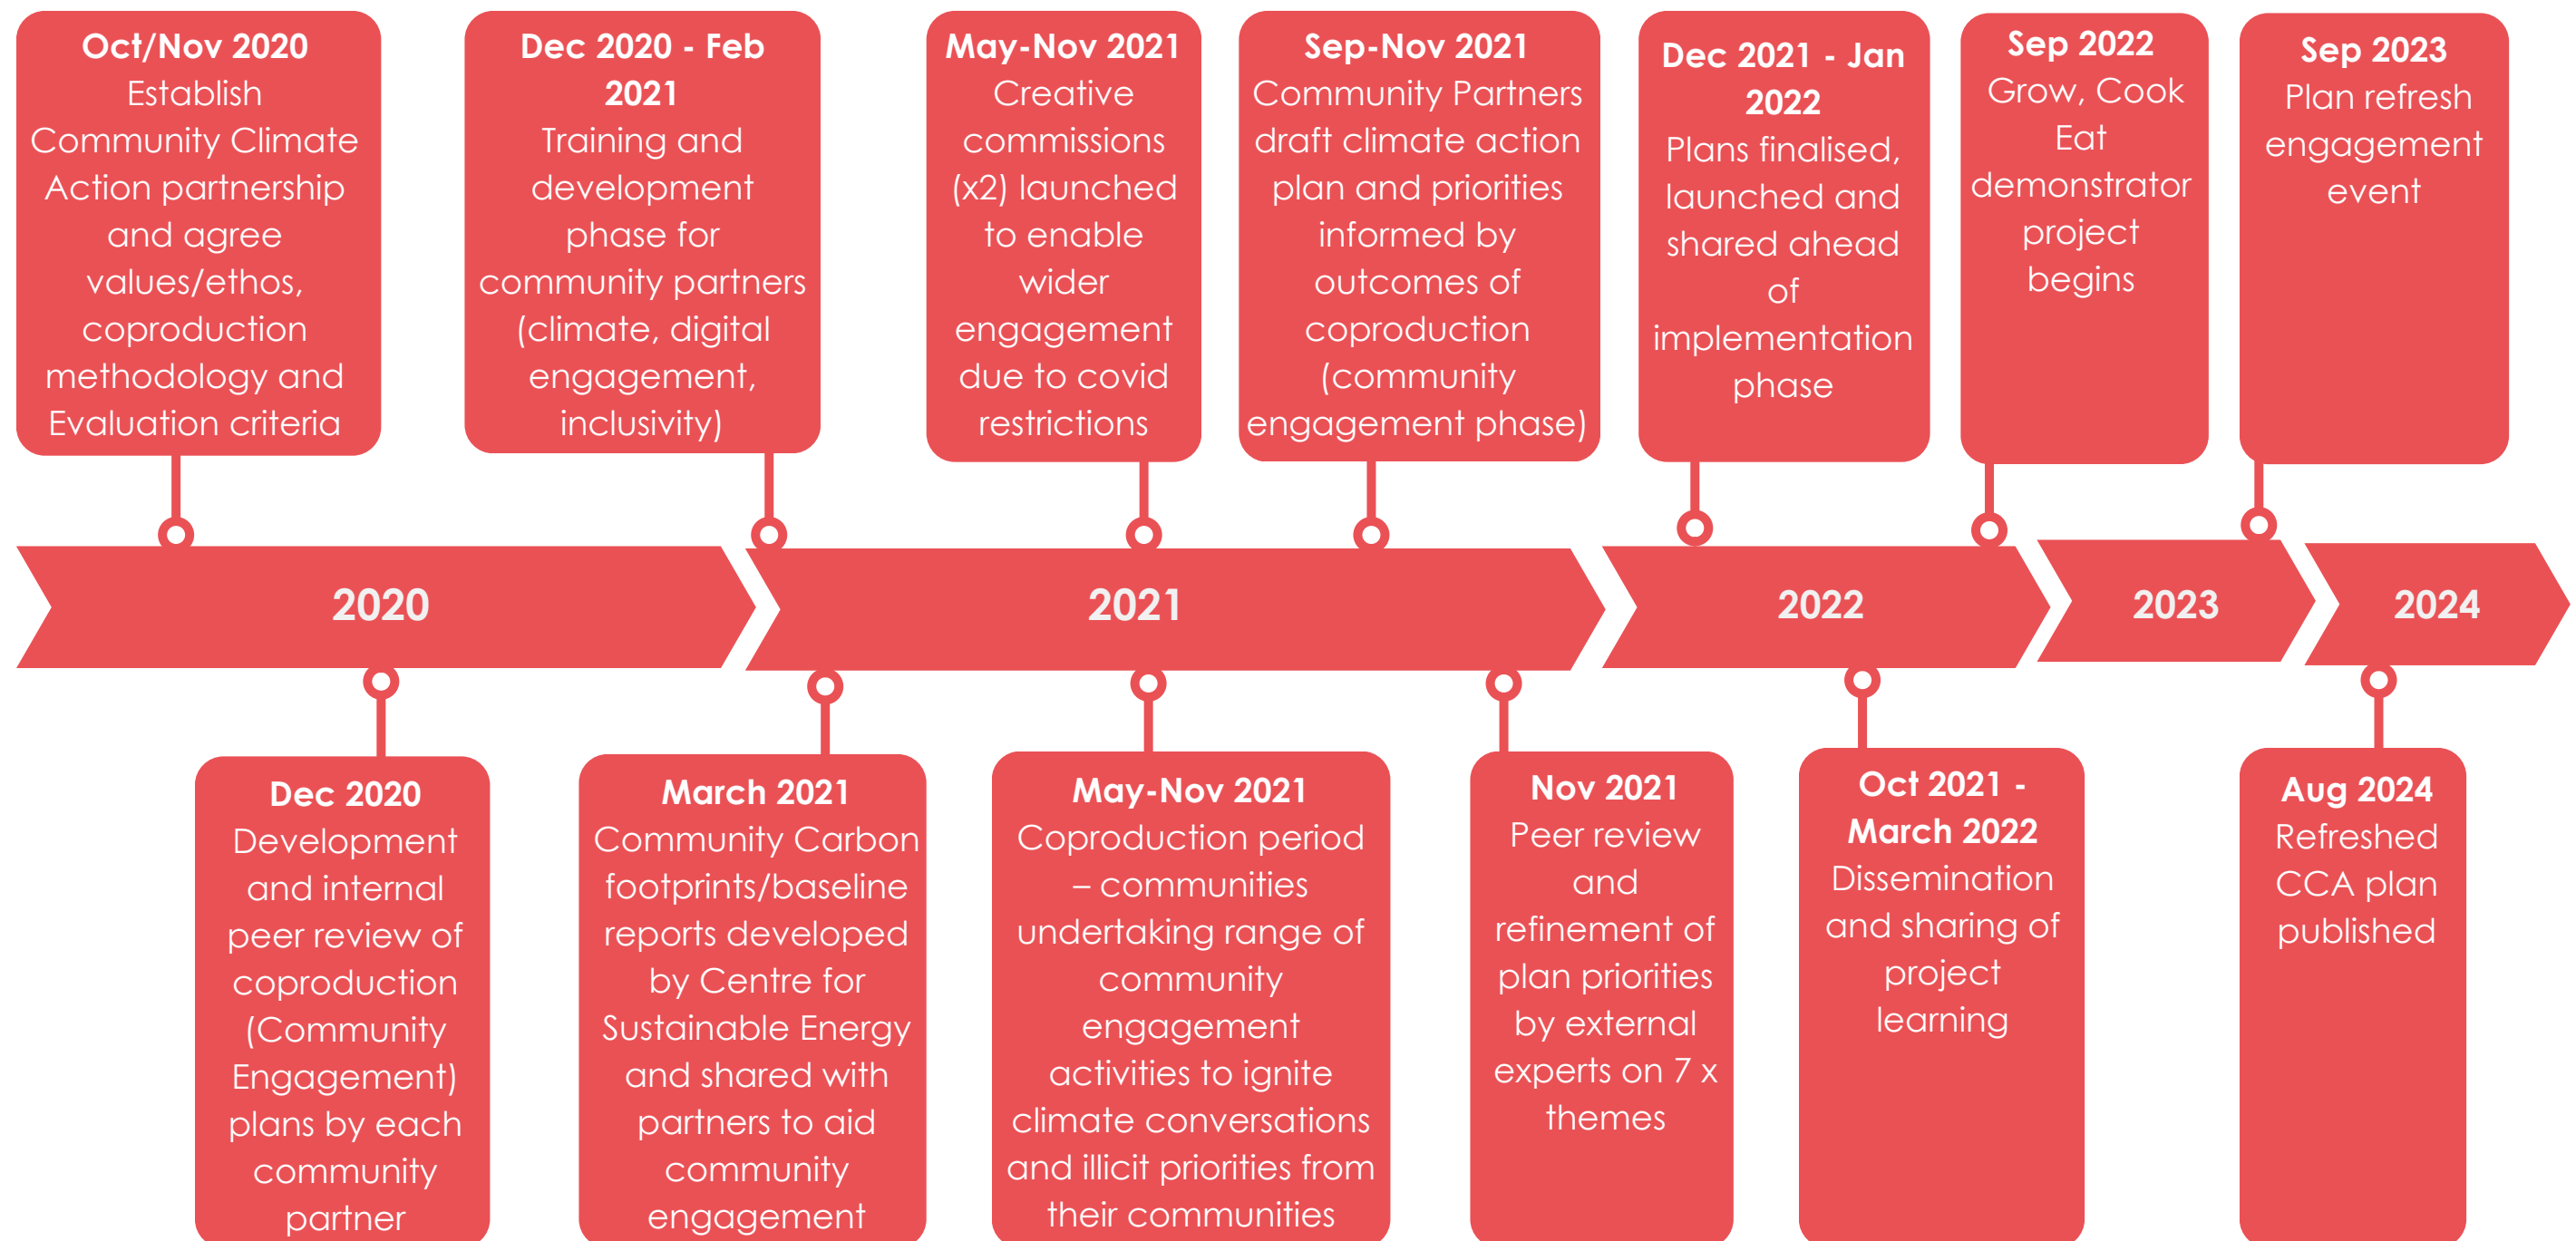 Oct/Nov 2020
Establish
Community Climate
Action partnership
and agree
values/ethos,
coproduction
methodology and
Evaluation criteria
Dec 2020 - Feb
2021
Training and
development
phase for
community partners
(climate, digital
engagement,
inclusivity)
May-Nov 2021
Creative
commissions
(x2) launched
to enable
wider
engagement
due to covid
restrictions
Sep-Nov 2021
Community Partners
draft climate action
plan and priorities
informed by
outcomes of
coproduction
(community
engagement phase)
Dec 2021 - Jan
2022
Plans finalised,
launched and
shared ahead
of
implementation
phase
Sep 2022
Grow, Cook
Eat
demonstrator
project
begins
Sep 2023
Plan refresh
engagement
event
2020
2021
2022
2023
2024
Dec 2020
Development
and internal
peer review of
coproduction
(Community
Engagement)
plans by each
community
partner
March 2021
Community Carbon
footprints/baseline
reports developed
by Centre for
Sustainable Energy
and shared with
partners to aid
community
engagement
May-Nov 2021
Coproduction period
– communities
undertaking range of
community
engagement
activities to ignite
climate conversations
and illicit priorities from
their communities
Nov 2021
Peer review
and
refinement of
plan priorities
by external
experts on 7 x
themes
Oct 2021 -
March 2022
Dissemination
and sharing of
project
learning
Aug 2024
Refreshed
CCA plan
published